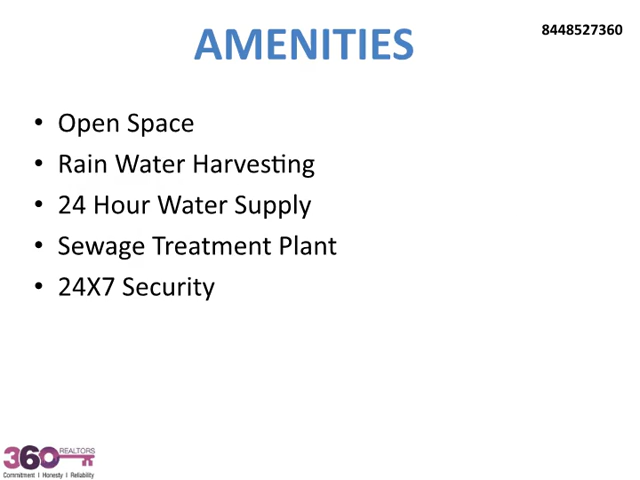 AMENITIES
8448527360
• Open Space
• Rain Water Harvesting
• 24 Hour Water Supply
• Sewage Treatment Plant
• 24X7 Security
360 REALTORS
Commitment I Honesty I Reliability